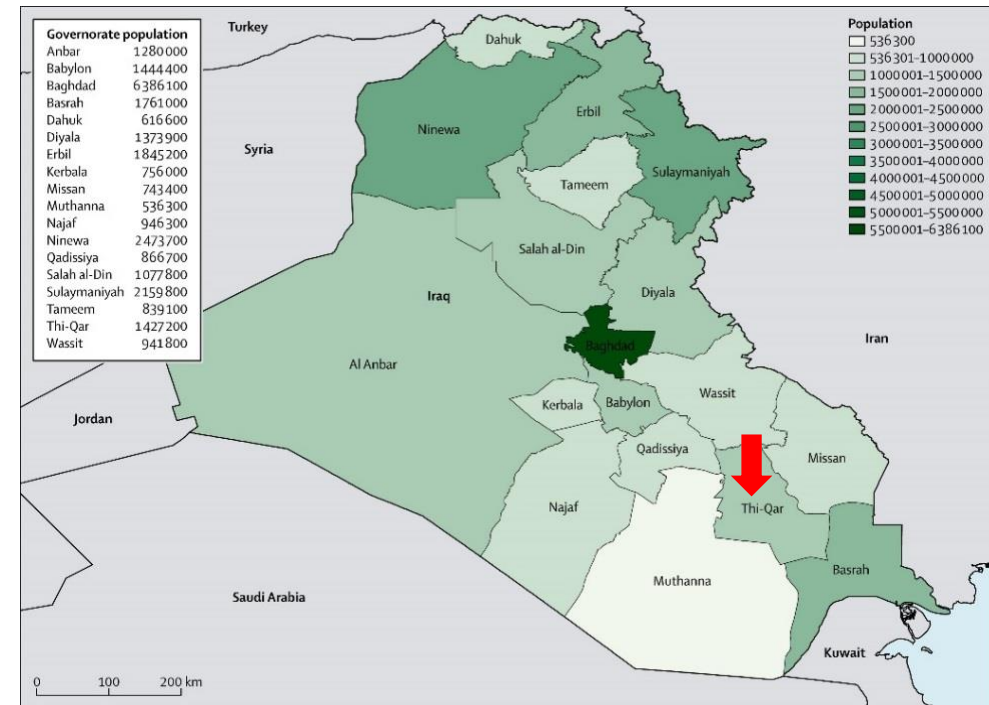 Governorate population
Anbar 1280000
Babylon 1444400
Baghdad 6386100
Basrah 1761000
Dahuk 616600
Diyala 1373900
Erbil 1845200
Kerbala 756000
Missan 743400
Muthanna 536300
Najaf 946300
Ninewa 2473700
Qadissiya 866700
Salah al-Din 1077800
Sulaymaniyah 2159800
Tameem 839100
Thi-Qar 1427200
Wassit 941800
Population
536300
536301–1000000
1000001–1500000
1500001–2000000
2000001–2500000
2500001–3000000
3000001–3500000
3500001–4000000
4000001–4500000
4500001–5000000
5000001–5500000
5500001–6386100
Turkey
Dahuk
Erbil
Ninewa
Syria
Sulaymaniyah
Tameem
Salah al-Din
Diyala
Iraq
Iran
Baghdad
Al Anbar
Wassit
Kerbala
Babylon
Jordan
Qadissiya
Missan
Najaf
Thi-Qar
Basrah
Muthanna
Saudi Arabia
Kuwait
0 100 200 km